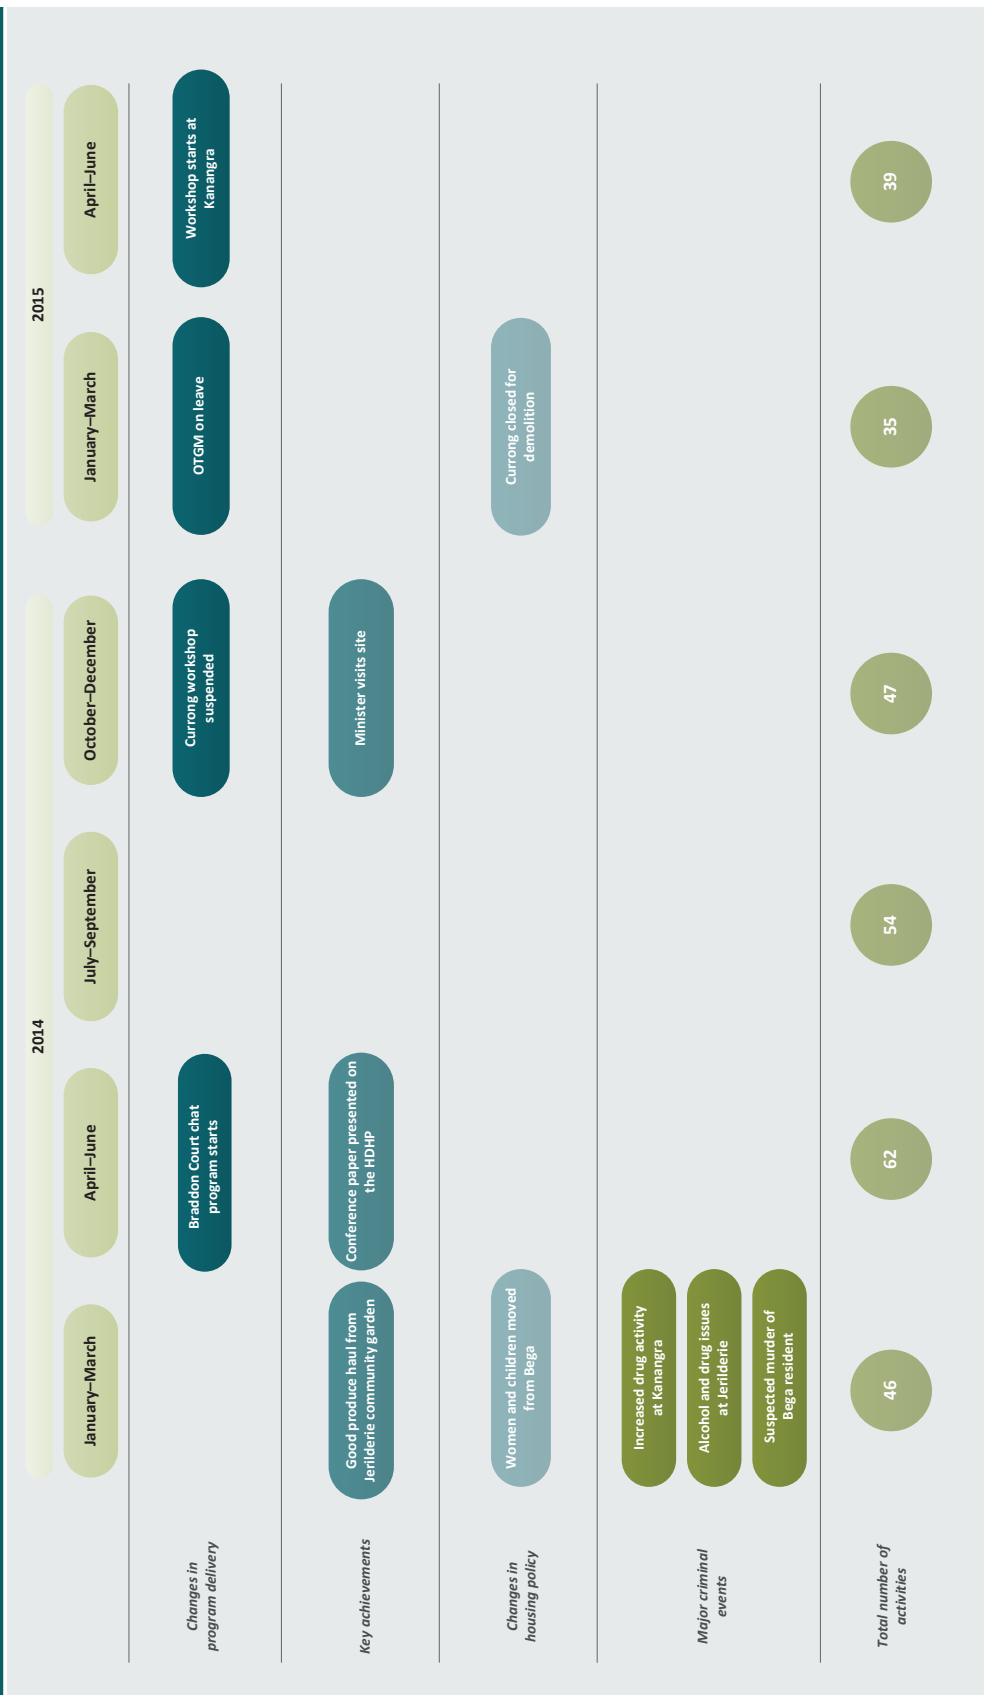 2014
2015
January–March
April–June
July–September
October–December
January–March
April–June
Changes in
program delivery
Braddon Court chat
program starts
Currong workshop
suspended
OTGM on leave
Workshop starts at
Kanangra
Key achievements
Good produce haul from
Jerilderie community garden
Conference paper presented on
the HDHP
Minister visits site
Changes in
housing policy
Women and children moved
from Bega
Currong closed for
demolition
Major criminal
events
Increased drug activity
at Kanangra
Alcohol and drug issues
at Jerilderie
Suspected murder of
Bega resident
Total number of
activities
46
62
54
47
35
39